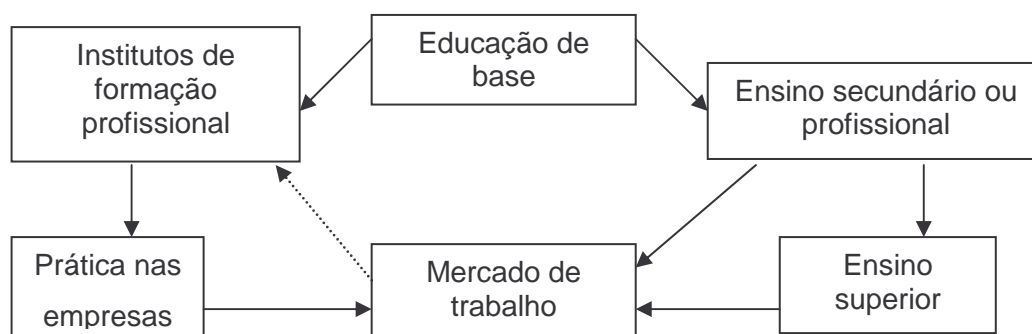 Institutos de
formação
profissional
Educação de
base
Ensino secundário ou
profissional
Prática nas
empresas
Mercado de
trabalho
Ensino
superior